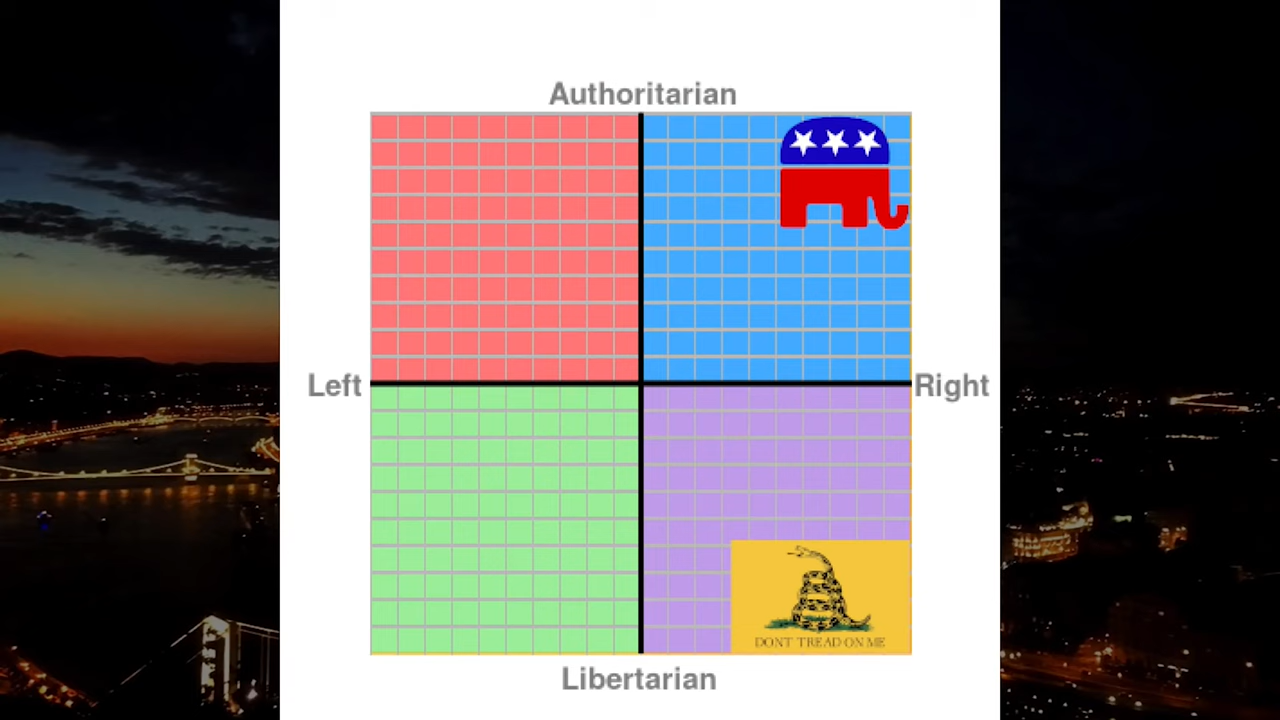 Authoritarian
Left
Right
DONT TREAD ON ME
Libertarian